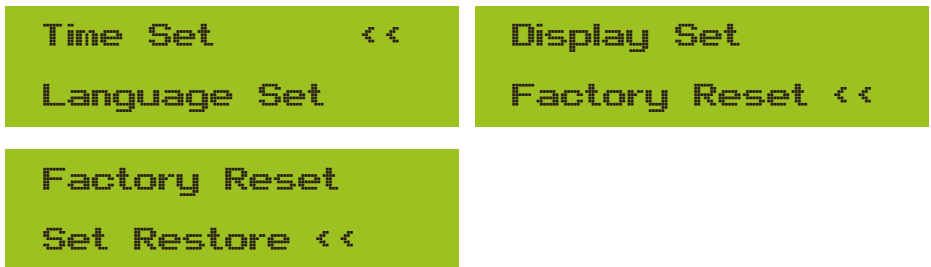 Time Set <<
Language Set
Display Set
Factory Reset <<
Factory Reset
Set Restore <<